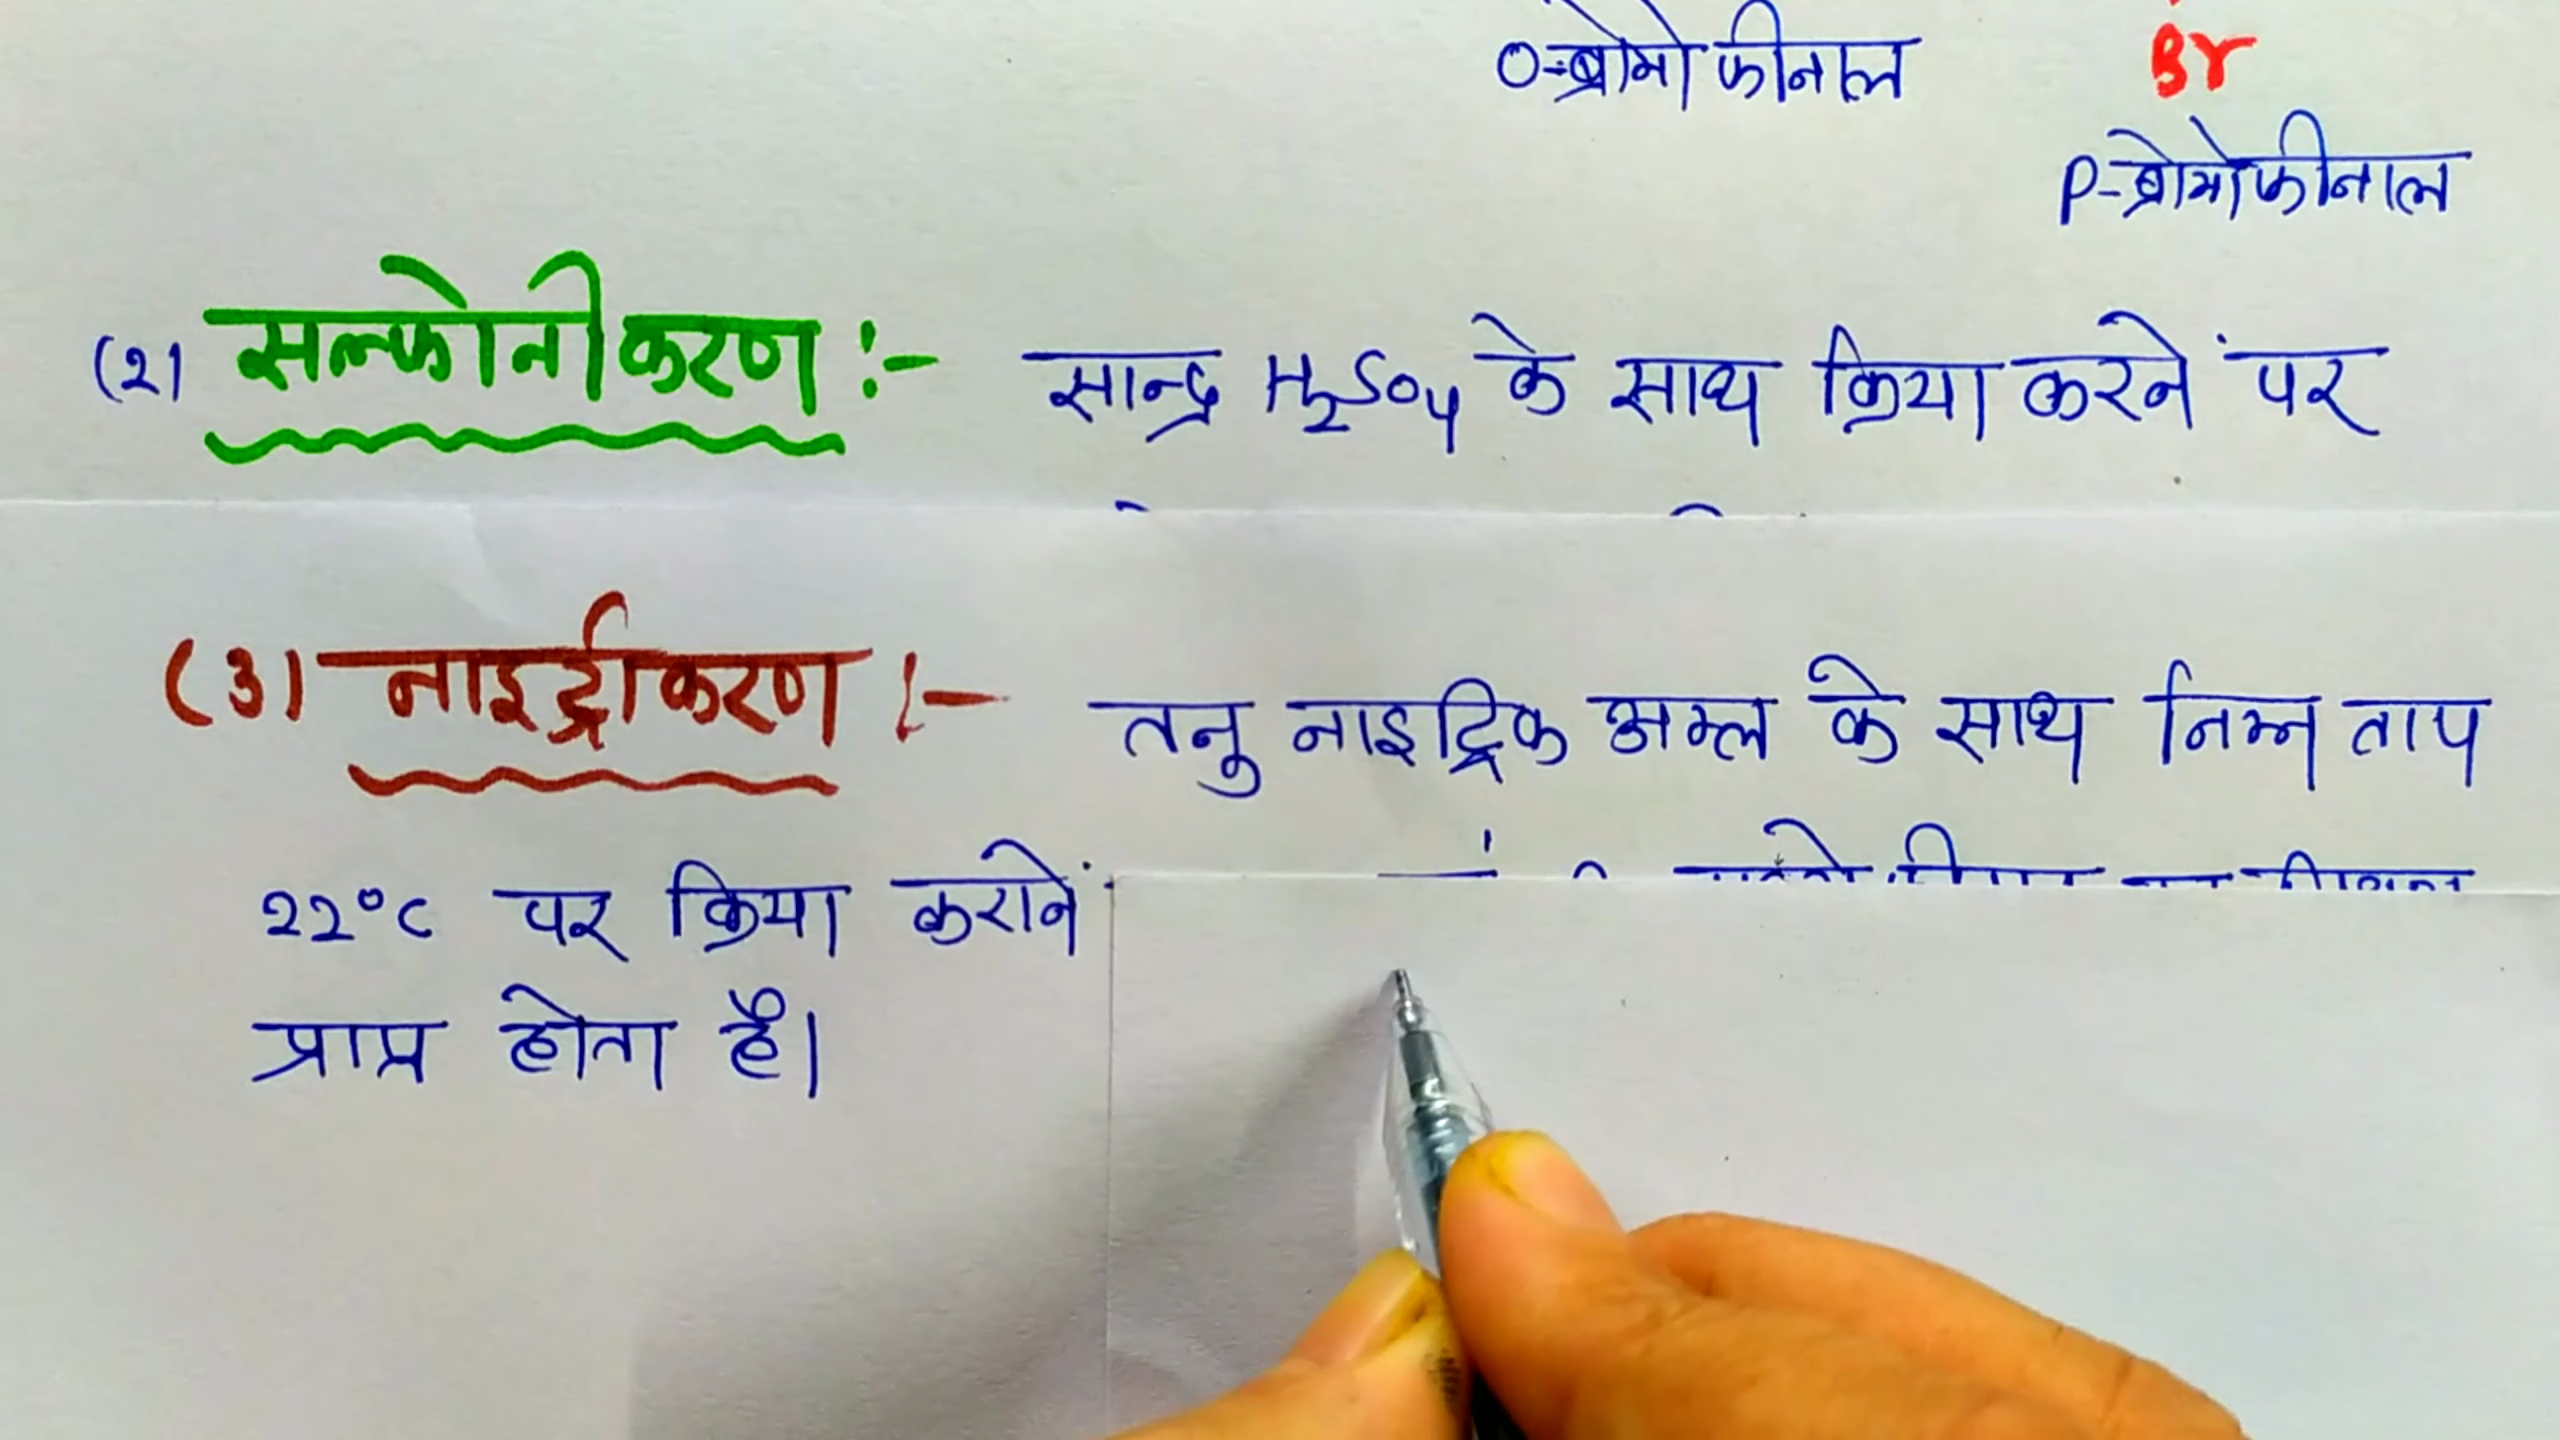 o-ब्रोमो फीनाल
Br
P-ब्रोमोफीनाल
(2) सल्फोनीकरण :- सान्द्र H2SO4 के साथ क्रिया करनें पर
(3) नाइट्रीकरण :- तनु नाइट्रिक अम्ल के साथ निम्न ताप
22°C पर क्रिया करानें
प्राप्त होता है।